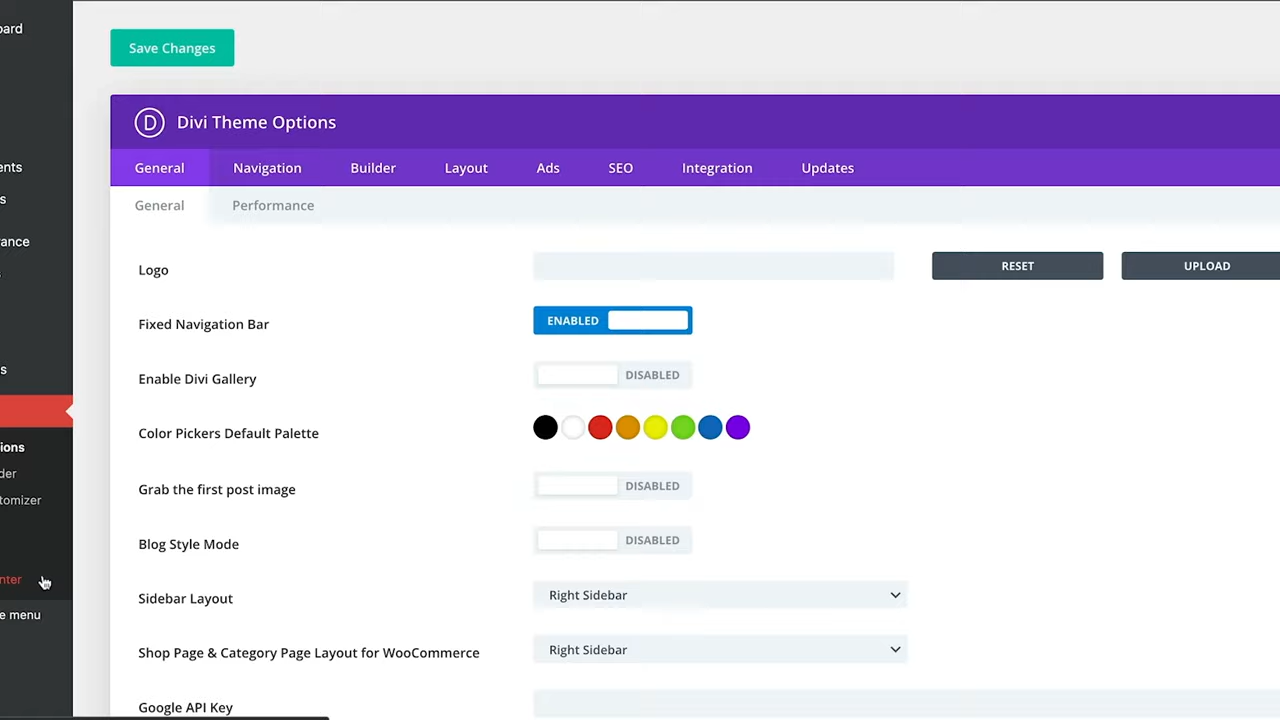 oard
Save Changes
D Divi Theme Options
General Navigation Builder Layout Ads SEO Integration Updates
ents
s
General Performance
rance
Logo RESET UPLOAD
Fixed Navigation Bar ENABLED
s
Enable Divi Gallery DISABLED
Color Pickers Default Palette
ions
der
Grab the first post image DISABLED
tomizer
Blog Style Mode DISABLED
nter
Sidebar Layout Right Sidebar
e menu
Shop Page & Category Page Layout for WooCommerce Right Sidebar
Google API Key